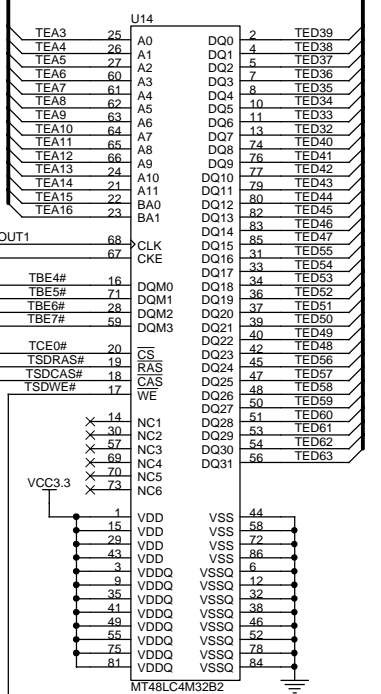 U14
TEA3 25 A0 DQ0 2 TED39
TEA4 26 A1 DQ1 4 TED38
TEA5 27 A2 DQ2 5 TED37
TEA6 60 A3 DQ3 7 TED36
TEA7 61 A4 DQ4 8 TED35
TEA8 62 A5 DQ5 10 TED34
TEA9 63 A6 DQ6 11 TED33
TEA10 64 A7 DQ7 13 TED32
TEA11 65 A8 DQ8 74 TED40
TEA12 66 A9 DQ9 76 TED41
TEA13 24 A10 DQ10 77 TED42
TEA14 21 A11 DQ11 79 TED43
TEA15 22 BA0 DQ12 80 TED44
TEA16 23 BA1 DQ13 82 TED45
DQ14 83 TED46
OUT1 68 CLK DQ15 85 TED47
67 CKE DQ16 31 TED55
DQ17 33 TED54
TBE4# 16 DQM0 DQ18 34 TED53
TBE5# 71 DQM1 DQ19 36 TED52
TBE6# 28 DQM2 DQ20 37 TED51
TBE7# 59 DQM3 DQ21 39 TED50
DQ22 40 TED49
TCE0# 20 CS DQ23 42 TED48
TSDRAS# 19 RAS DQ24 45 TED56
TSDCAS# 18 CAS DQ25 47 TED57
TSDWE# 17 WE DQ26 48 TED58
DQ27 50 TED59
14 NC1 DQ28 51 TED60
30 NC2 DQ29 53 TED61
57 NC3 DQ30 54 TED62
69 NC4 DQ31 56 TED63
70 NC5
VCC3.3 73 NC6
1 VDD VSS 44
15 VDD VSS 58
29 VDD VSS 72
43 VDD VSS 86
3 VDDQ VSSQ 6
9 VDDQ VSSQ 12
35 VDDQ VSSQ 32
41 VDDQ VSSQ 38
49 VDDQ VSSQ 46
55 VDDQ VSSQ 52
75 VDDQ VSSQ 78
81 VDDQ VSSQ 84
MT48LC4M32B2